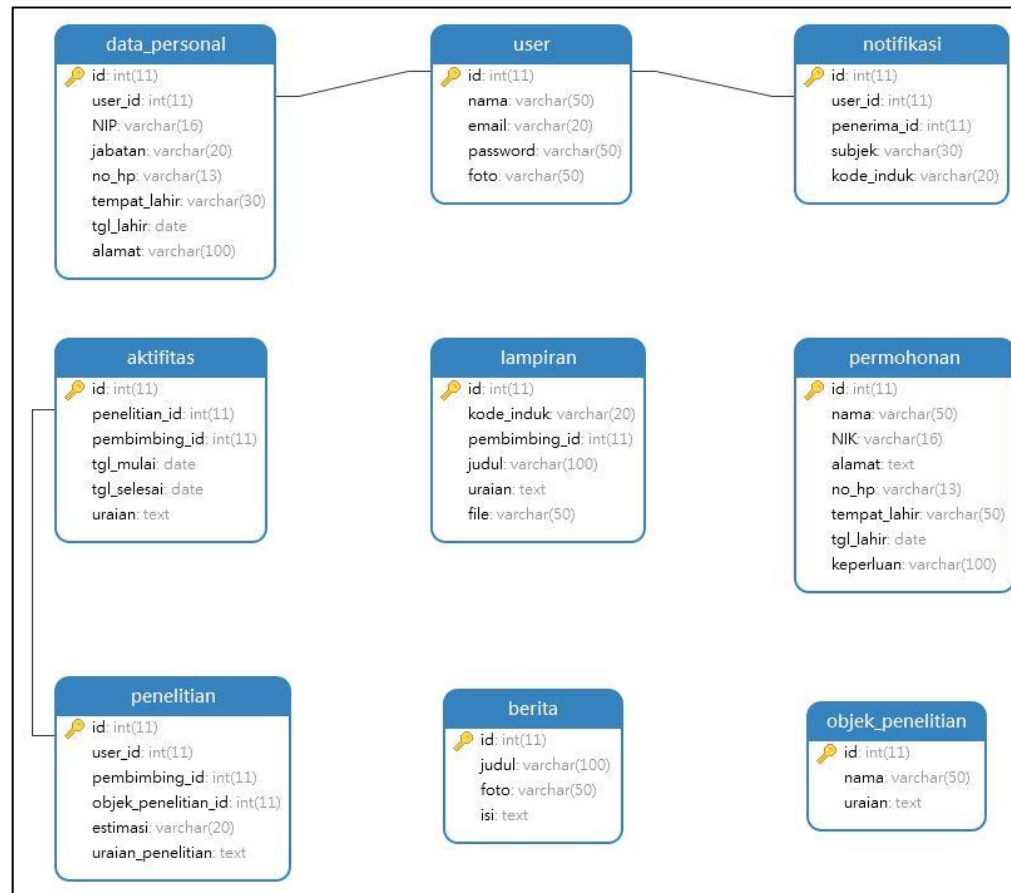 data_personal
id: int(11)
user_id: int(11)
NIP: varchar(16)
jabatan: varchar(20)
no_hp: varchar(13)
tempat_lahir: varchar(30)
tgl_lahir: date
alamat: varchar(100)
user
id: int(11)
nama: varchar(50)
email: varchar(20)
password: varchar(50)
foto: varchar(50)
notifikasi
id: int(11)
user_id: int(11)
penerima_id: int(11)
subjek: varchar(30)
kode_induk: varchar(20)
aktifitas
id: int(11)
penelitian_id: int(11)
pembimbing_id: int(11)
tgl_mulai: date
tgl_selesai: date
uraian: text
lampiran
id: int(11)
kode_induk: varchar(20)
pembimbing_id: int(11)
judul: varchar(100)
uraian: text
file: varchar(50)
permohonan
id: int(11)
nama: varchar(50)
NIK: varchar(16)
alamat: text
no_hp: varchar(13)
tempat_lahir: varchar(50)
tgl_lahir: date
keperluan: varchar(100)
penelitian
id: int(11)
user_id: int(11)
pembimbing_id: int(11)
objek_penelitian_id: int(11)
estimasi: varchar(20)
uraian_penelitian: text
berita
id: int(11)
judul: varchar(100)
foto: varchar(50)
isi: text
objek_penelitian
id: int(11)
nama: varchar(50)
uraian: text